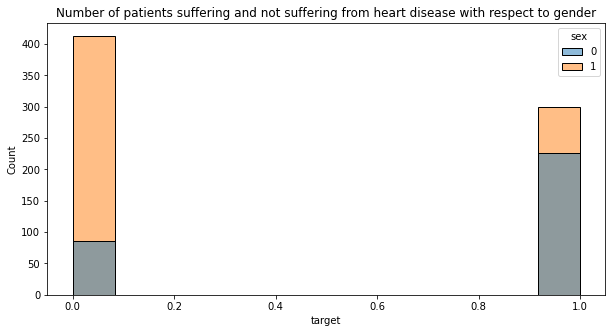 Number of patients suffering and not suffering from heart disease with respect to gender
sex
0
1
400
350
300
250
200
150
100
50
0
Count
0.0 0.2 0.4 0.6 0.8 1.0
target